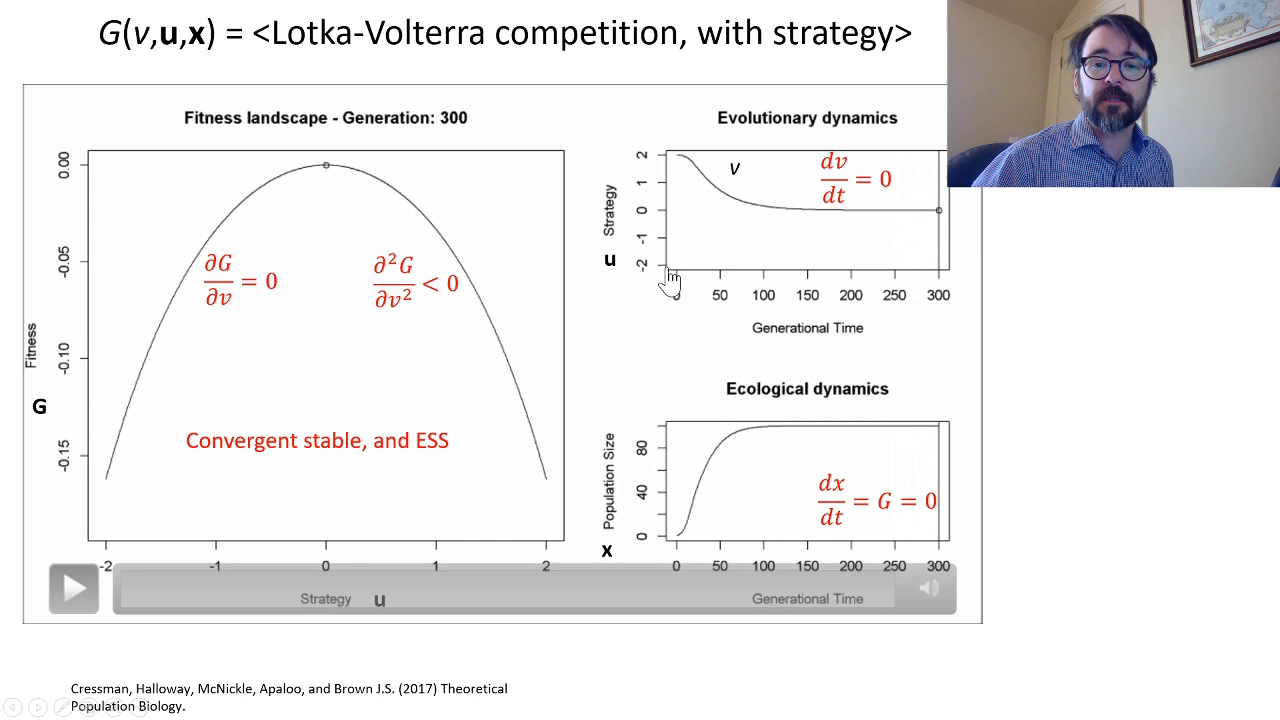 G(v,u,x) = <Lotka-Volterra competition, with strategy>
Fitness landscape - Generation: 300
0.00
-0.05
-0.10
-0.15
Fitness
G
∂G/∂v = 0
∂²G/∂v² < 0
Convergent stable, and ESS
-2 -1 0 1 2
Strategy u
Evolutionary dynamics
2
1
0
-1
-2
Strategy
u
v
dv/dt = 0
0 50 100 150 200 250 300
Generational Time
Ecological dynamics
80
40
0
Population Size
x
dx/dt = G = 0
0 50 100 150 200 250 300
Generational Time
Cressman, Halloway, McNickle, Apaloo, and Brown J.S. (2017) Theoretical
Population Biology.